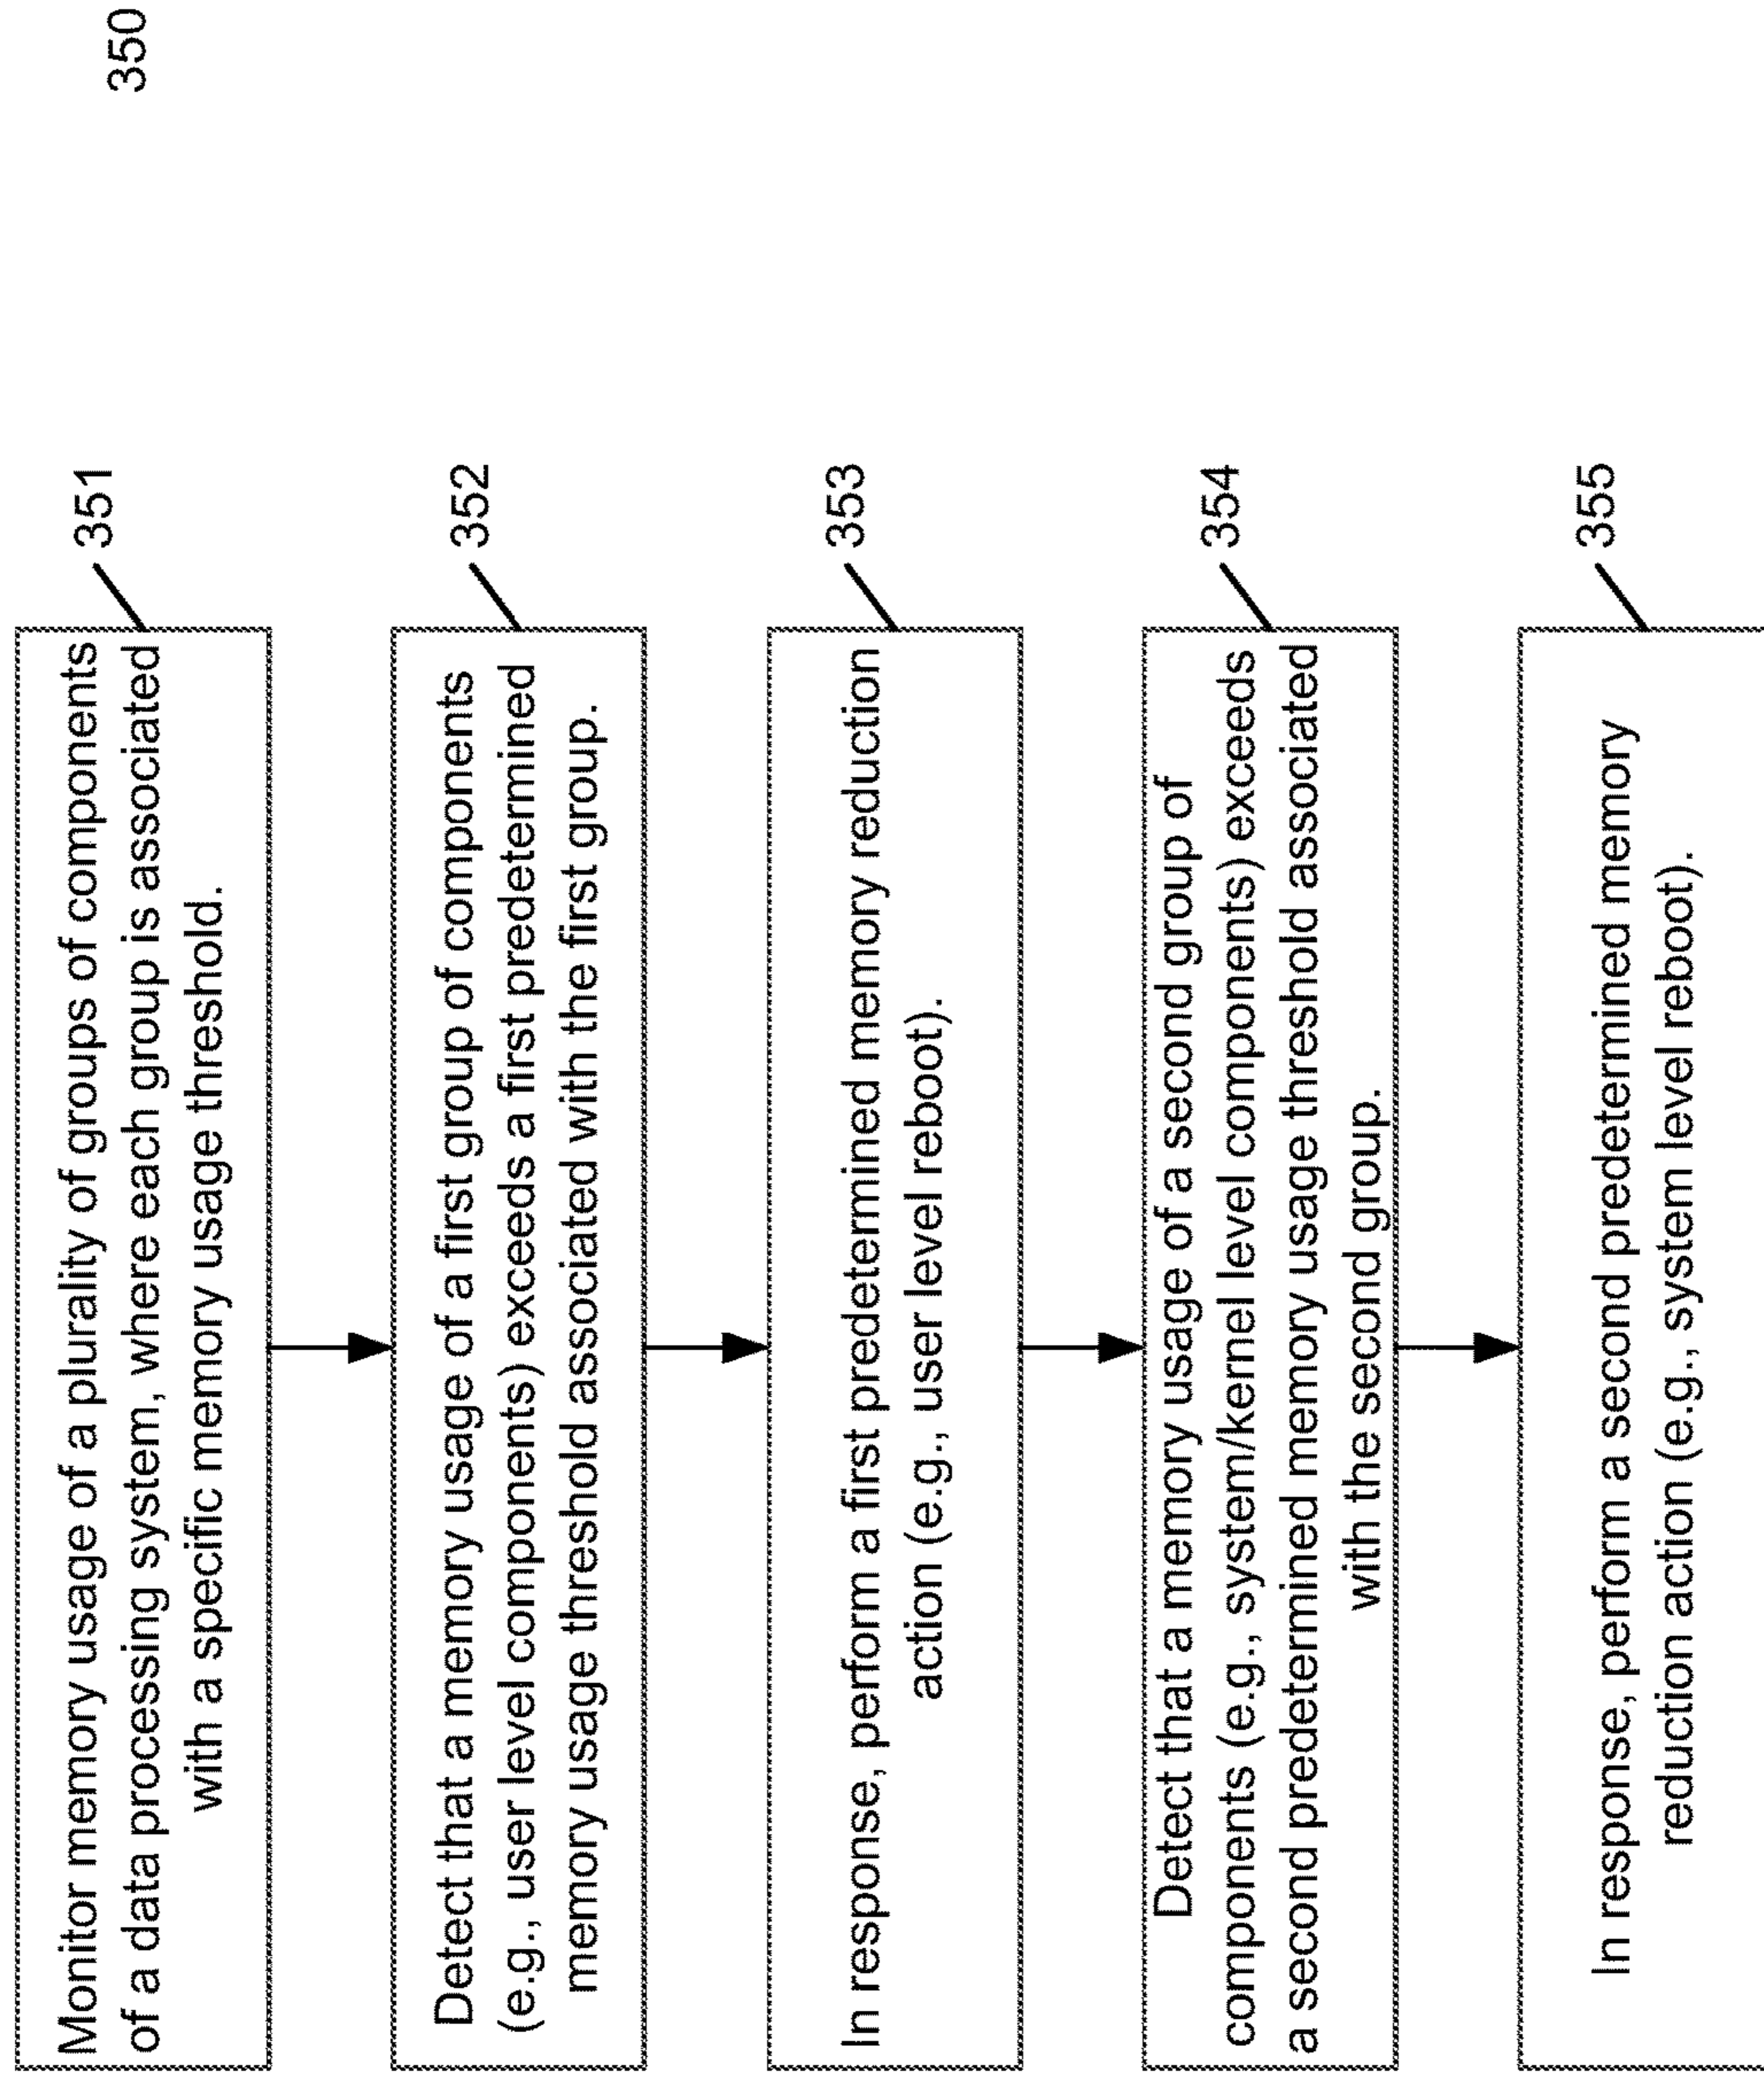 350
Monitor memory usage of a plurality of groups of components
of a data processing system, where each group is associated
with a specific memory usage threshold.
351
Detect that a memory usage of a first group of components
(e.g., user level components) exceeds a first predetermined
memory usage threshold associated with the first group.
352
In response, perform a first predetermined memory reduction
action (e.g., user level reboot).
353
Detect that a memory usage of a second group of
components (e.g., system/kernel level components) exceeds
a second predetermined memory usage threshold associated
with the second group.
354
In response, perform a second predetermined memory
reduction action (e.g., system level reboot).
355